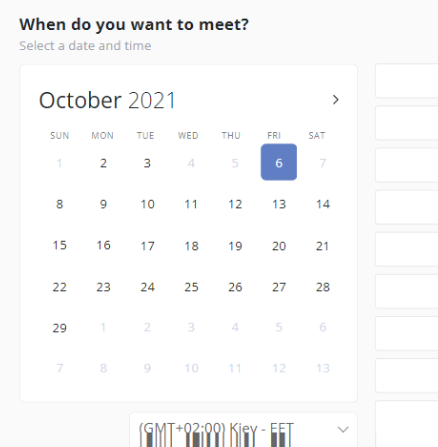 When do you want to meet?
Select a date and time
October 2021
SUN MON TUE WED THU FRI SAT
1 2 3 4 5 6 7
8 9 10 11 12 13 14
15 16 17 18 19 20 21
22 23 24 25 26 27 28
29 1 2 3 4 5 6
7 8 9 10 11 12 13
(GMT+02:00) Kiev - EET